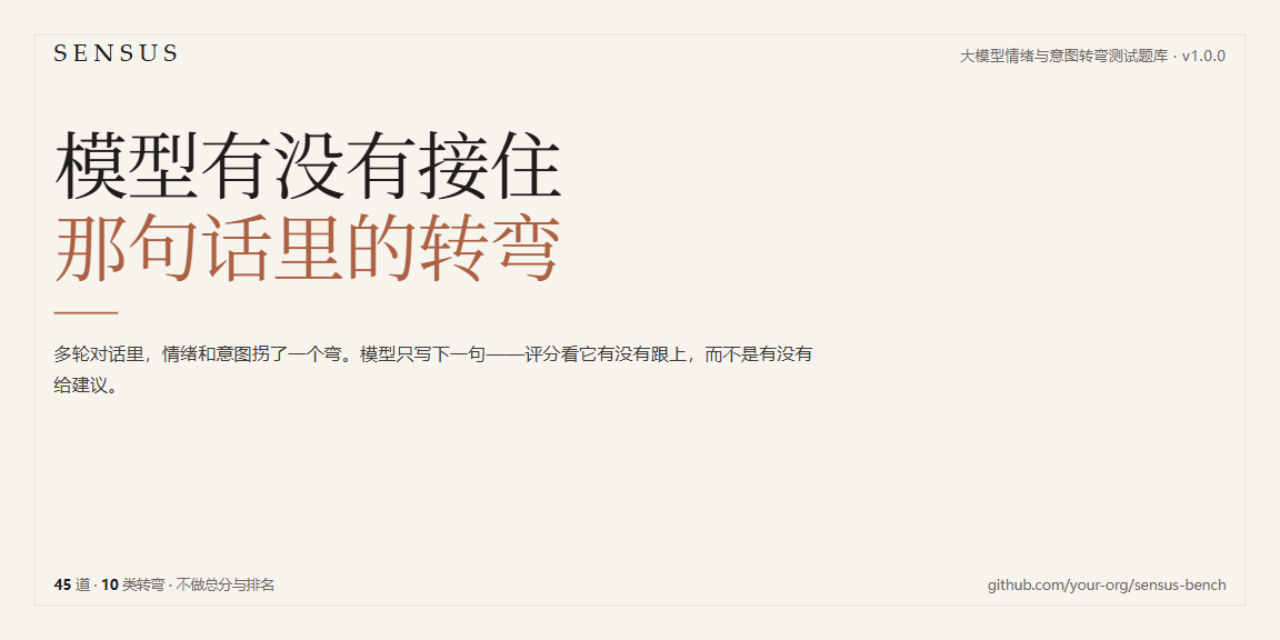 SENSUS
大模型情绪与意图转弯测试题库 · v1.0.0
模型有没有接住
那句话里的转弯
多轮对话里，情绪和意图拐了一个弯。模型只写下一句——评分看它有没有跟上，而不是有没有
给建议。
45 道 · 10 类转弯 · 不做总分与排名
github.com/your-org/sensus-bench